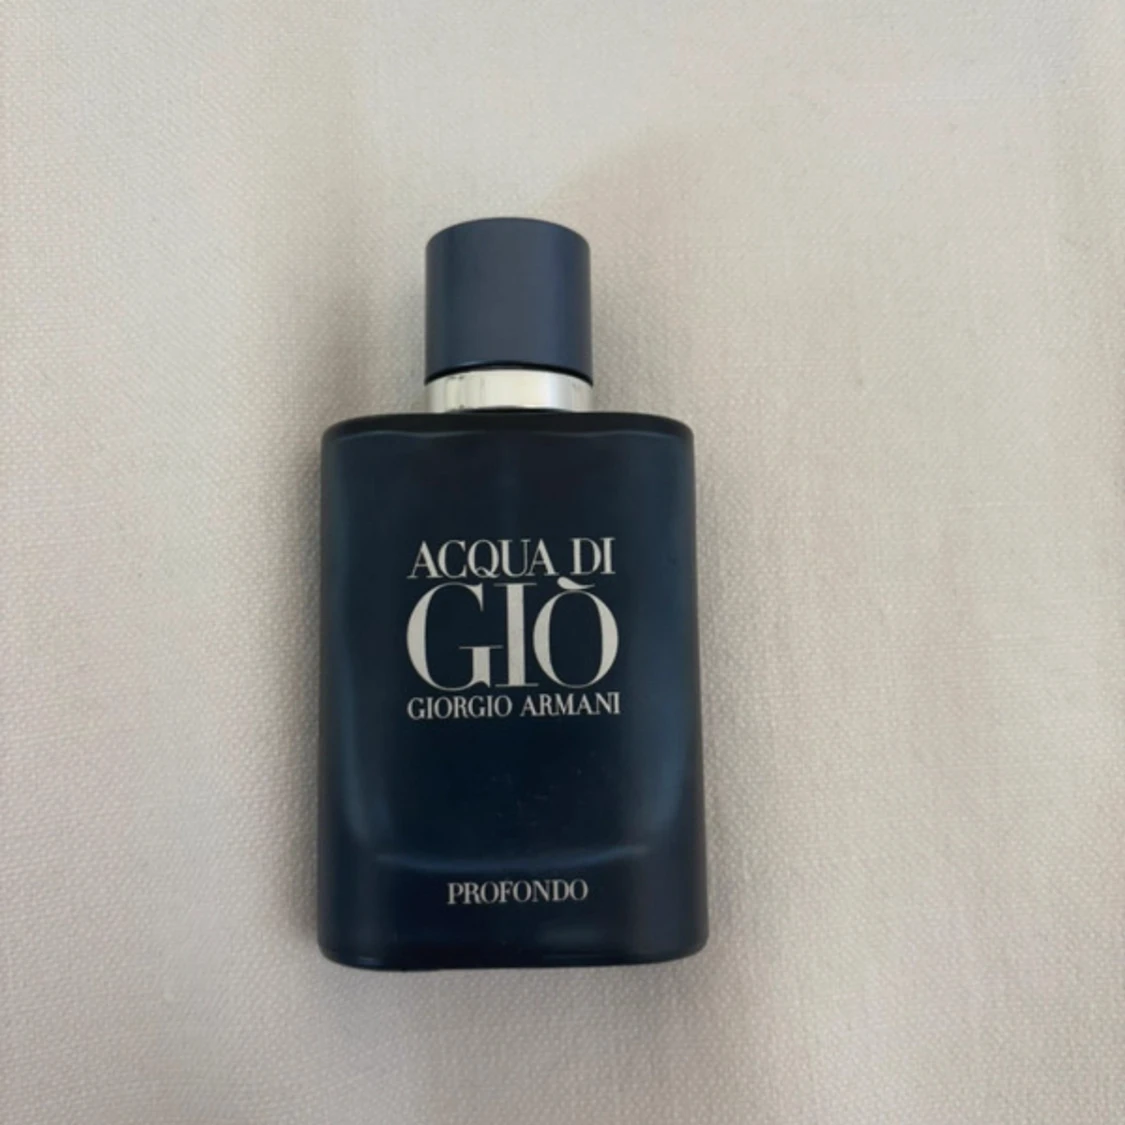 ACQUA DI
GIÒ
GIORGIO ARMANI
PROFONDO